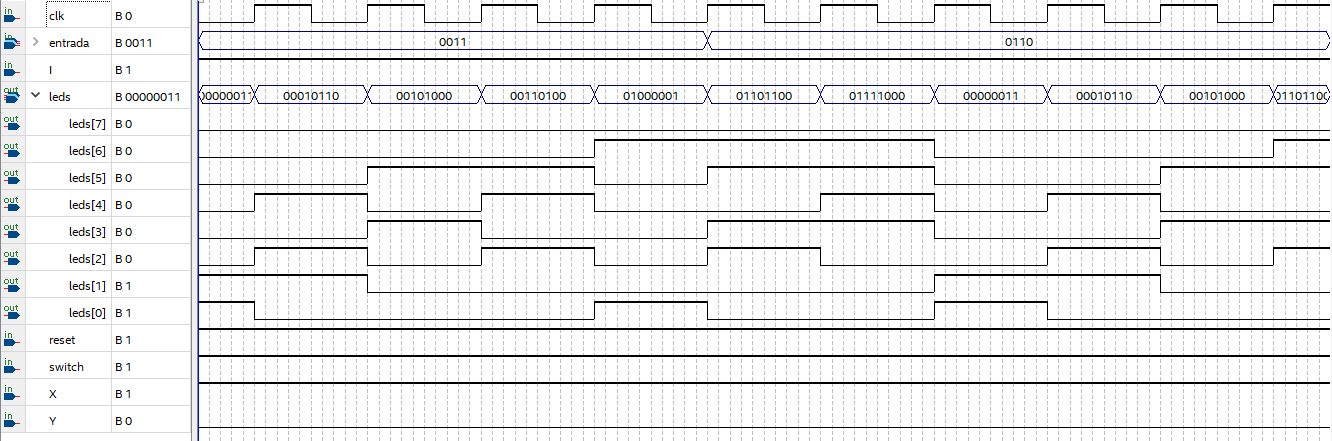 in clk B 0
in entrada B 0011 0011 0110
in I B 1
out leds B 00000011 00000011 00010110 00101000 00110100 01000001 01101100 01111000 00000011 00010110 00101000 01101100
out leds[7] B 0
out leds[6] B 0
out leds[5] B 0
out leds[4] B 0
out leds[3] B 0
out leds[2] B 0
out leds[1] B 1
out leds[0] B 1
in reset B 1
in switch B 1
in X B 1
in Y B 0